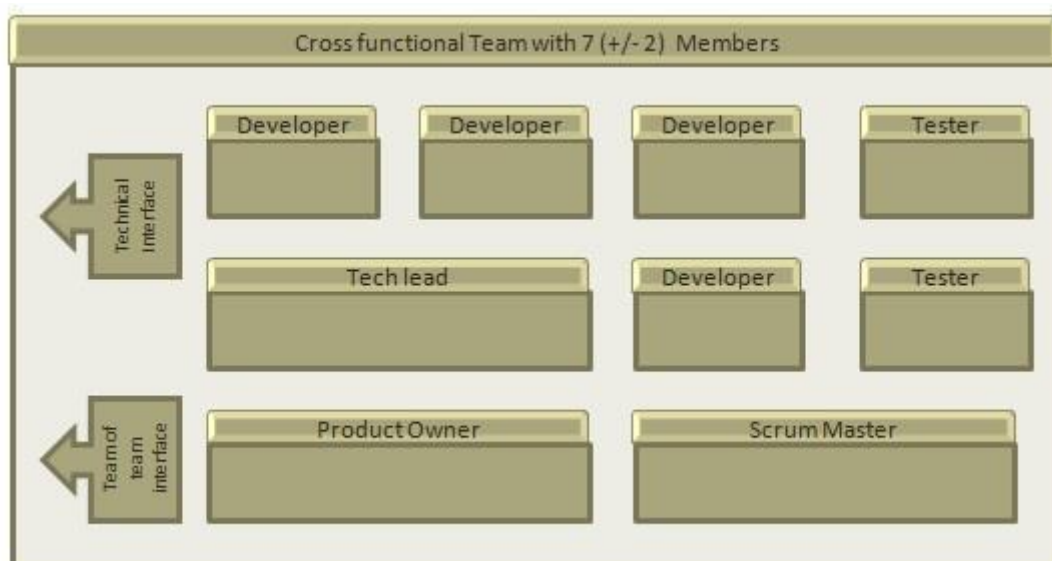 Cross functional Team with 7 (+/- 2) Members
Developer
Developer
Developer
Tester
Technical
Interface
Tech lead
Developer
Tester
Product Owner
Scrum Master
Team of
team
interface